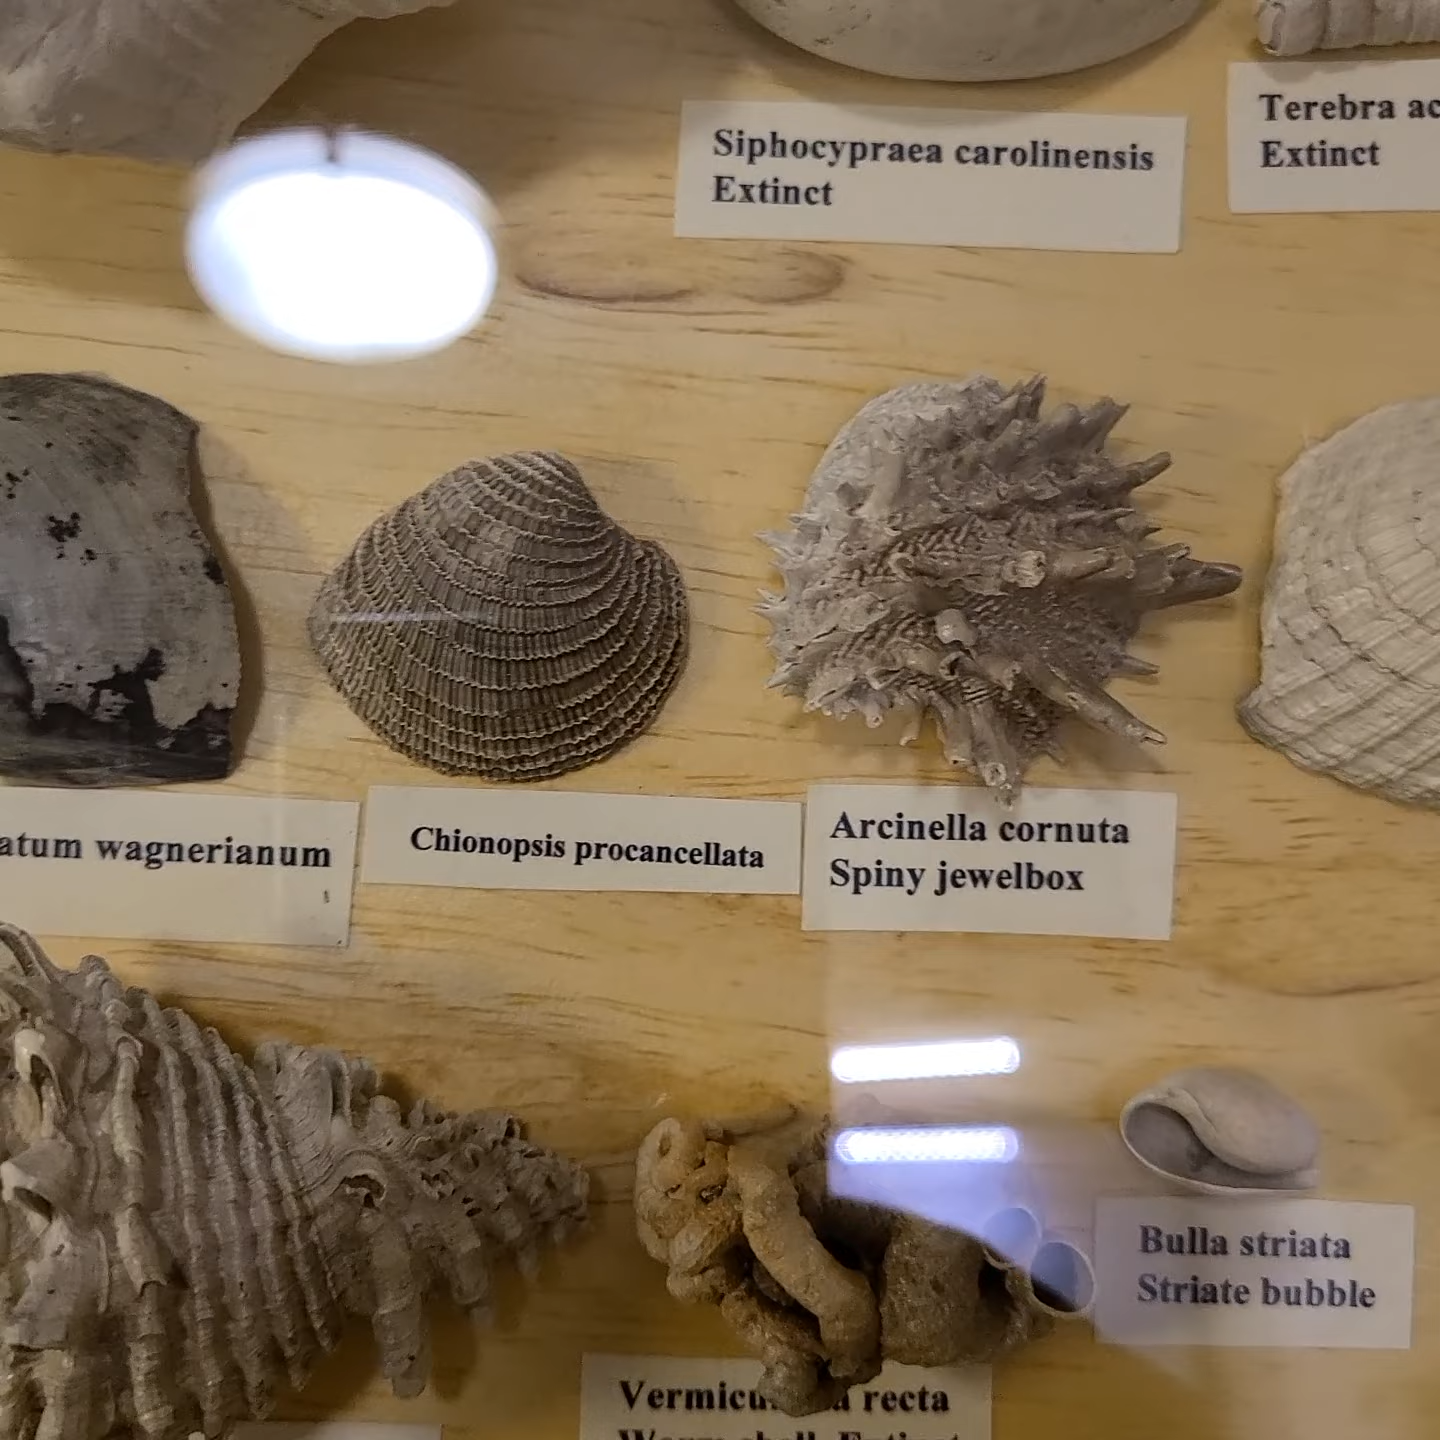 Siphocypraea carolinensis
Extinct
Terebra ac
Extinct
atum wagnerianum
Chionopsis procancellata
Arcinella cornuta
Spiny jewelbox
Bulla striata
Striate bubble
recta